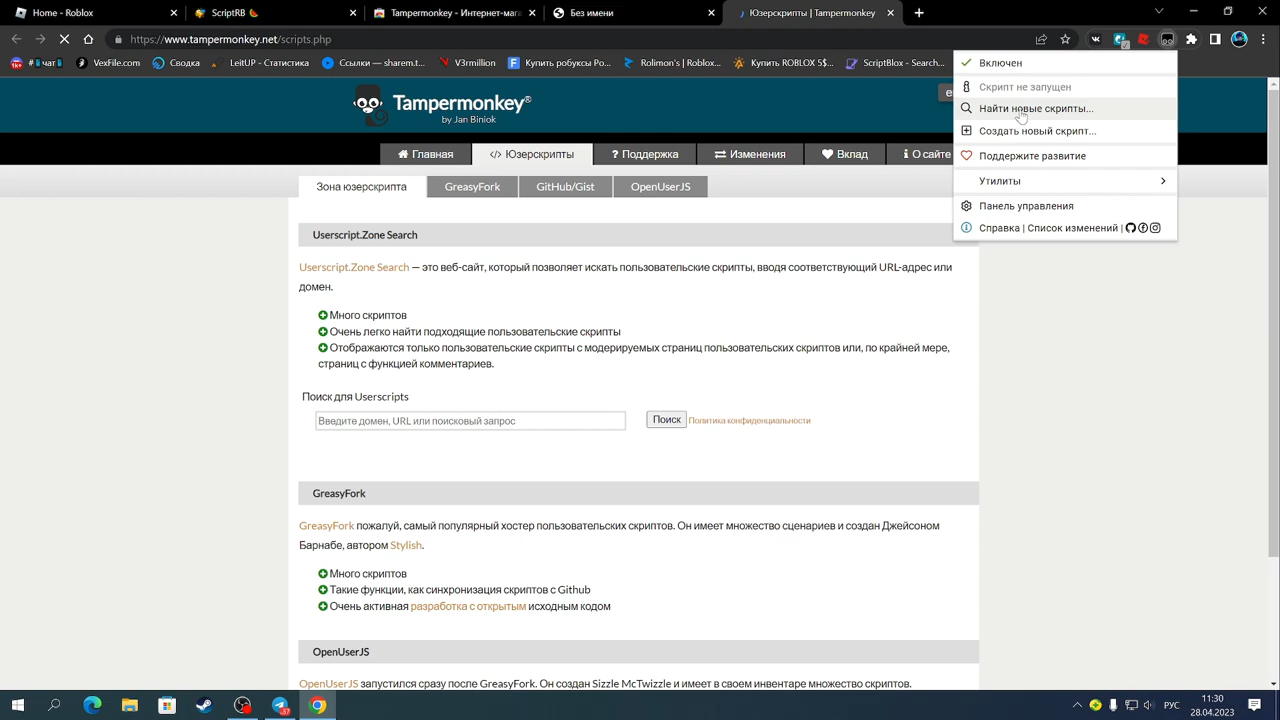 Roblox
ScriptRB
Tampermonkey
Интернет-маг
Без имени
Юзерскрипты | Tampermonkey
https://www.tampermonkey.net/scripts.php
VexFile.com
Сводка
LeitUP - Статистика
Ссылки — sharem.t...
V3rmillion
Купить робуксы Ro...
Rolimon's | Roblox...
Купить ROBLOX 5$...
ScriptBlox | Scripts...
Tampermonkey®
by Jan Biniok
Главная
</> Юзерскрипты
? Поддержка
Изменения
Вклад
О сайте
Включен
Скрипт не запущен
Найти новые скрипты...
Создать новый скрипт...
Поддержите развитие
Утилиты
Панель управления
Справка | Список изменений |
Зона юзерскрипта
GreasyFork
GitHub/Gist
OpenUserJS
Userscript.Zone Search
Userscript.Zone Search — это веб-сайт, который позволяет искать пользовательские скрипты, вводя соответствующий URL-адрес или
домен.
Много скриптов
Очень легко найти подходящие пользовательские скрипты
Отображаются только пользовательские скрипты с модерируемых страниц пользовательских скриптов или, по крайней мере,
страниц с функцией комментариев.
Поиск для Userscripts
Введите домен, URL или поисковый запрос
Поиск
Политика конфиденциальности
GreasyFork
GreasyFork пожалуй, самый популярный хостер пользовательских скриптов. Он имеет множество сценариев и создан Джейсоном
Барнабе, автором Stylish.
Много скриптов
Такие функции, как синхронизация скриптов с Github
Очень активная разработка с открытым исходным кодом
OpenUserJS
OpenUserJS запустился сразу после GreasyFork. Он создан Sizzle McTwizzle и имеет в своем инвентаре множество скриптов.
37
РУС
11:30
28.04.2023